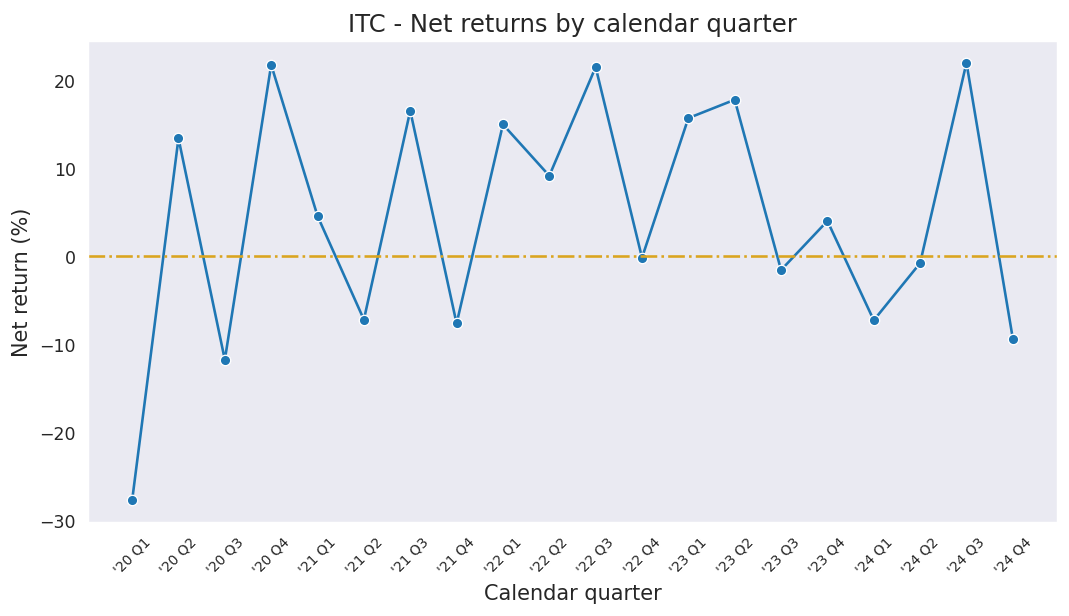 ITC - Net returns by calendar quarter
Net return (%)
20
10
0
−10
−20
−30
'20 Q1
'20 Q2
'20 Q3
'20 Q4
'21 Q1
'21 Q2
'21 Q3
'21 Q4
'22 Q1
'22 Q2
'22 Q3
'22 Q4
'23 Q1
'23 Q2
'23 Q3
'23 Q4
'24 Q1
'24 Q2
'24 Q3
'24 Q4
Calendar quarter